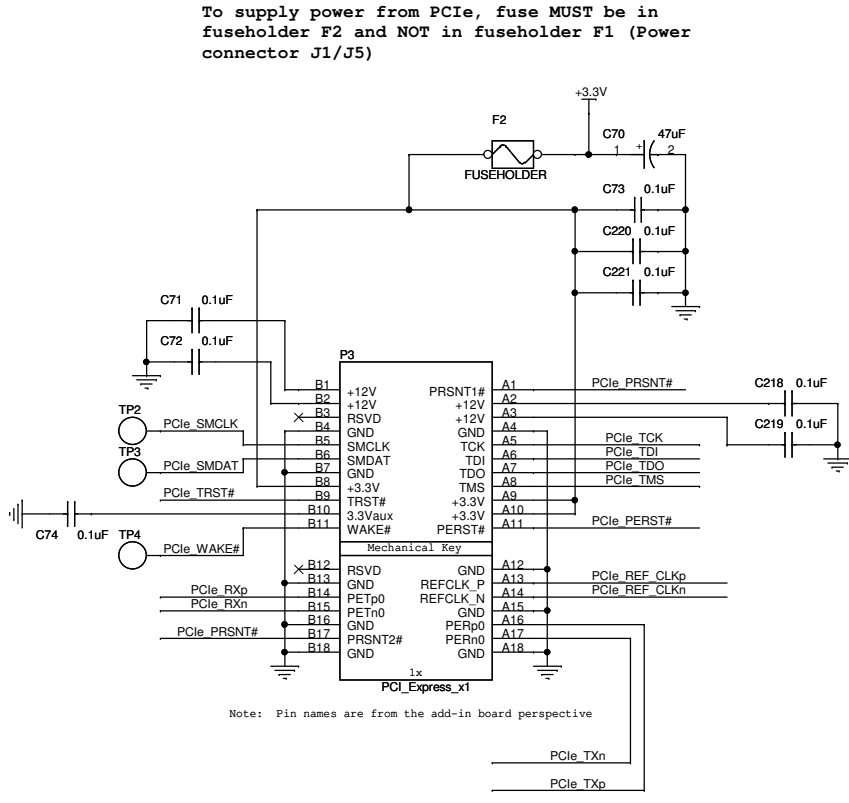 To supply power from PCIe, fuse MUST be in
fuseholder F2 and NOT in fuseholder F1 (Power
connector J1/J5)
+3.3V
F2
FUSEHOLDER
C70 47uF
1 + 2
C73 0.1uF
C220 0.1uF
C221 0.1uF
C71 0.1uF
C72 0.1uF
P3
B1 +12V PRSNT1# A1 PCIe_PRSNT#
B2 +12V +12V A2
C218 0.1uF
B3 RSVD +12V A3
C219 0.1uF
TP2 PCIe_SMCLK
B4 GND GND A4
B5 SMCLK TCK A5 PCIe_TCK
TP3 PCIe_SMDAT
B6 SMDAT TDI A6 PCIe_TDI
B7 GND TDO A7 PCIe_TDO
B8 +3.3V TMS A8 PCIe_TMS
PCIe_TRST# B9 TRST# +3.3V A9
B10 3.3Vaux +3.3V A10
B11 WAKE# PERST# A11 PCIe_PERST#
C74 0.1uF
TP4 PCIe_WAKE#
Mechanical Key
B12 RSVD GND A12
B13 GND REFCLK_P A13 PCIe_REF_CLKp
PCIe_RXp B14 PETp0 REFCLK_N A14 PCIe_REF_CLKn
PCIe_RXn B15 PETn0 GND A15
B16 GND PERp0 A16
PCIe_PRSNT# B17 PRSNT2# PERn0 A17
B18 GND GND A18
1x
PCI_Express_x1
Note: Pin names are from the add-in board perspective
PCIe_TXn
PCIe_TXp